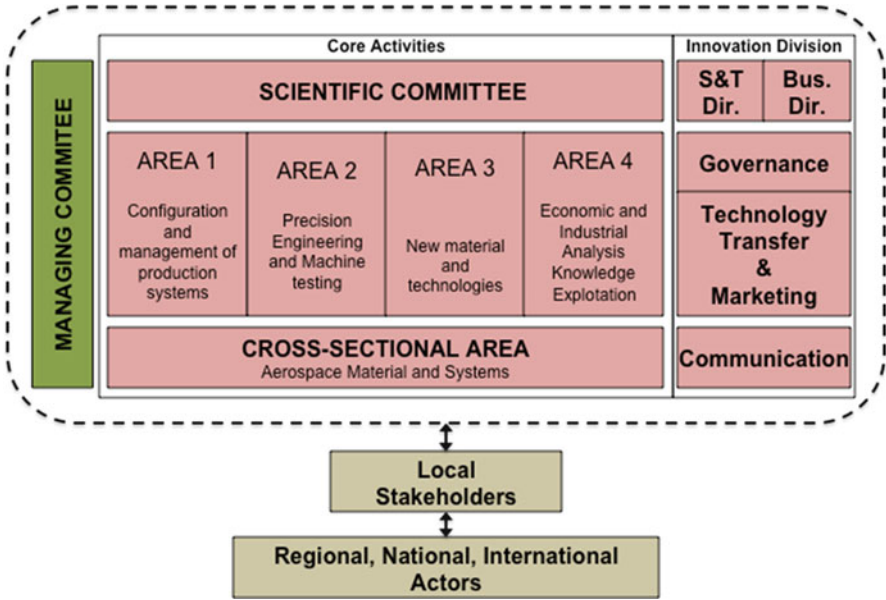 Core Activities
Innovation Division
MANAGING COMMITEE
SCIENTIFIC COMMITTEE
S&T
Dir.
Bus.
Dir.
AREA 1
Configuration
and
management of
production
systems
AREA 2
Precision
Engineering
and Machine
testing
AREA 3
New material
and
technologies
AREA 4
Economic and
Industrial
Analysis
Knowledge
Explotation
Governance
Technology
Transfer
&
Marketing
CROSS-SECTIONAL AREA
Aerospace Material and Systems
Communication
Local
Stakeholders
Regional, National, International
Actors